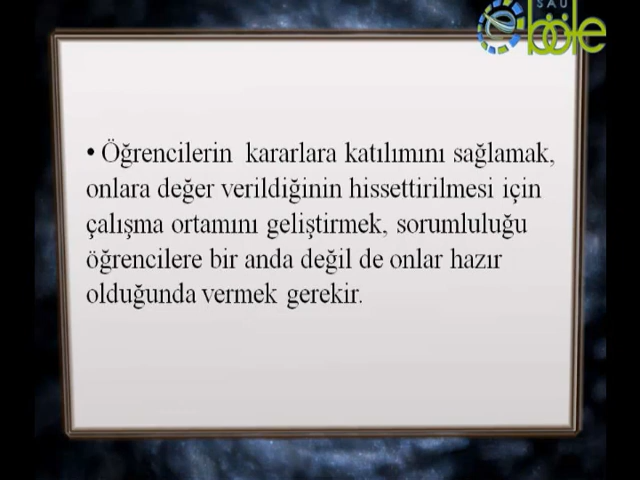 SAU
e-böte
• Öğrencilerin kararlara katılımını sağlamak,
onlara değer verildiğinin hissettirilmesi için
çalışma ortamını geliştirmek, sorumluluğu
öğrencilere bir anda değil de onlar hazır
olduğunda vermek gerekir.